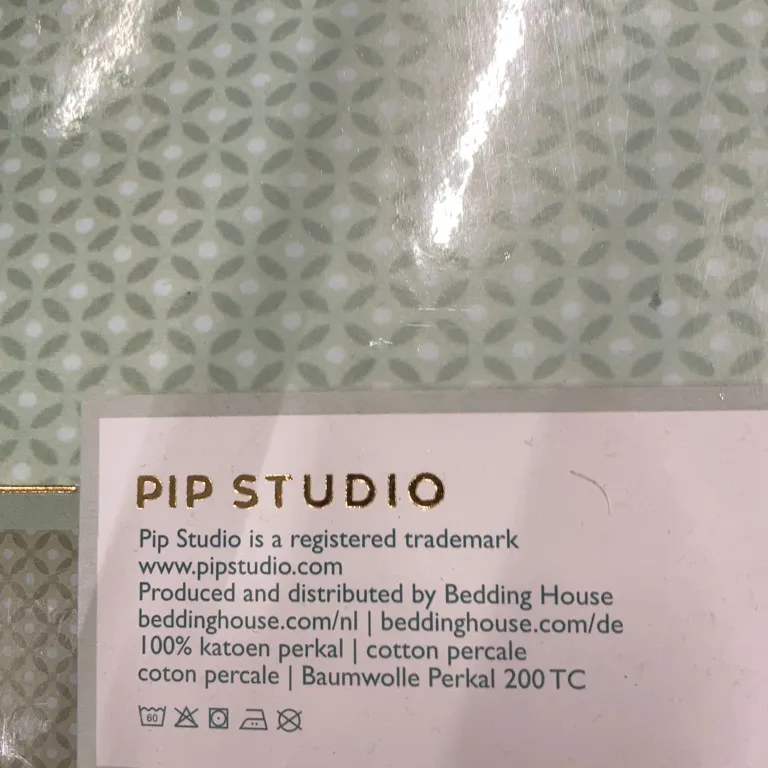 PIP STUDIO
Pip Studio is a registered trademark
www.pipstudio.com
Produced and distributed by Bedding House
beddinghouse.com/nl | beddinghouse.com/de
100% katoen perkal | cotton percale
coton percale | Baumwolle Perkal 200 TC
60